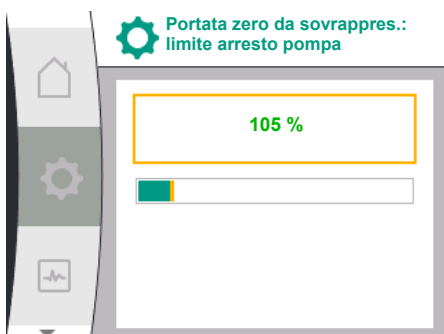 Portata zero da sovrappres.:
limite arresto pompa
105 %